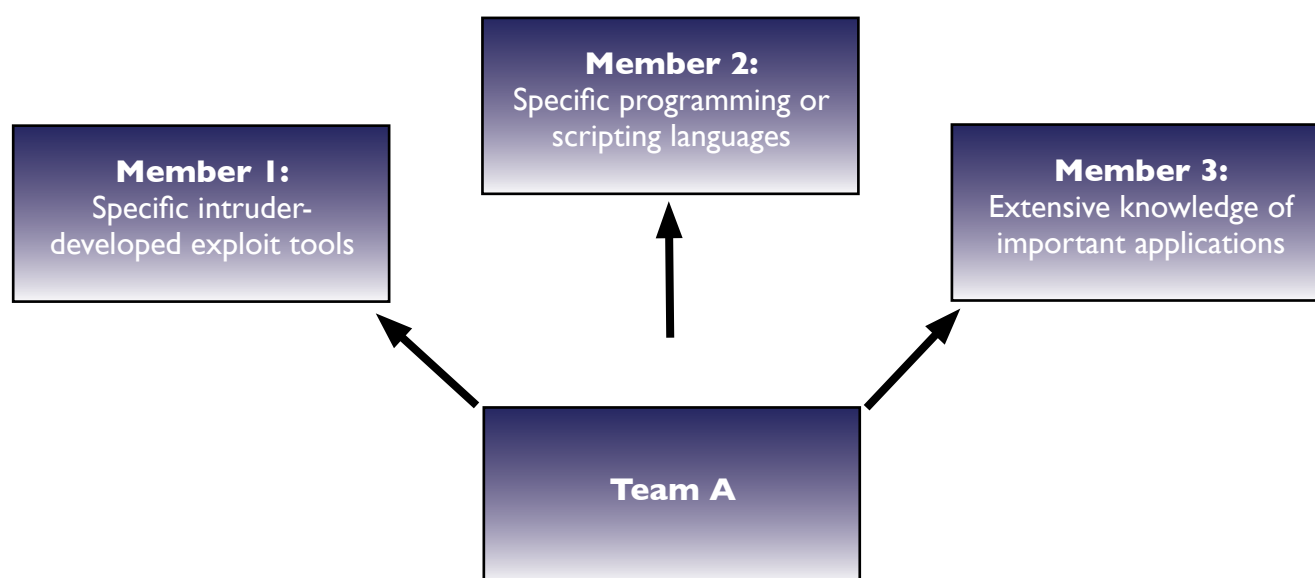 Member 2:
Specific programming or
scripting languages
Member 1:
Specific intruder-
developed exploit tools
Member 3:
Extensive knowledge of
important applications
Team A